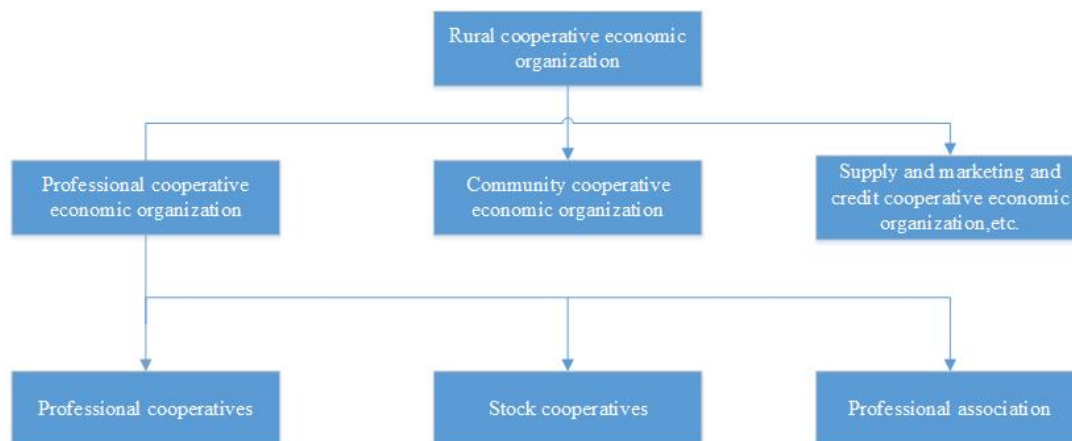 Rural cooperative economic
organization
Professional cooperative
economic organization
Community cooperative
economic organization
Supply and marketing and
credit cooperative economic
organization,etc.
Professional cooperatives
Stock cooperatives
Professional association